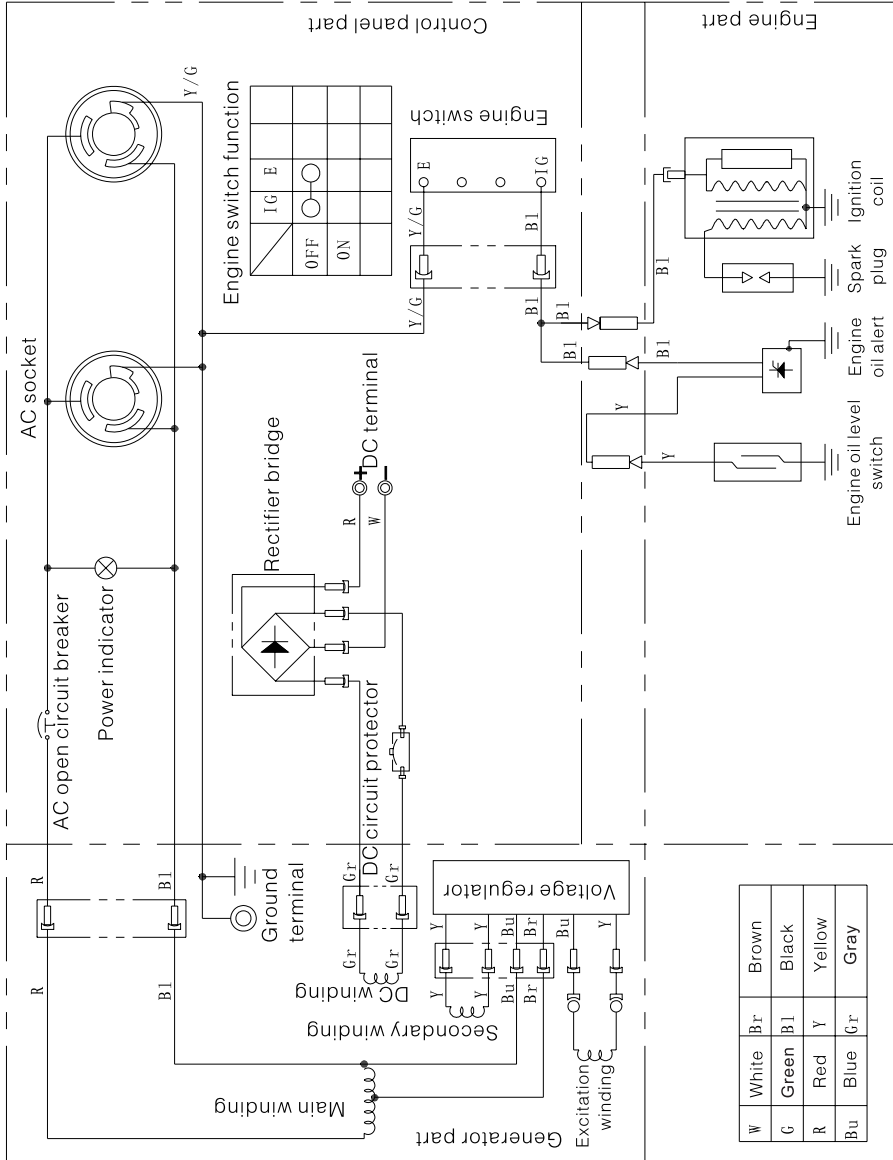 Control panel part
Engine part
AC socket
Y/G
Engine switch function
IG E
OFF
ON
Engine switch
E
IG
Y/G
Bl
Y/G
Bl
Bl
Bl
Bl
Bl
Bl
Y
Y
Ignition
coil
Spark
plug
Engine
oil alert
Engine oil level
switch
AC open circuit breaker
Power indicator
Rectifier bridge
+
DC terminal
-
R
W
DC circuit protector
R
Bl
R
Bl
Ground
terminal
Gr
Gr
Gr
Gr
DC winding
Voltage regulator
Y
Y
Bu
Br
Bu
Y
Y
Y
Bu
Br
Secondary winding
Main winding
Generator part
Excitation
winding
W White Br Brown
G Green Bl Black
R Red Y Yellow
Bu Blue Gr Gray